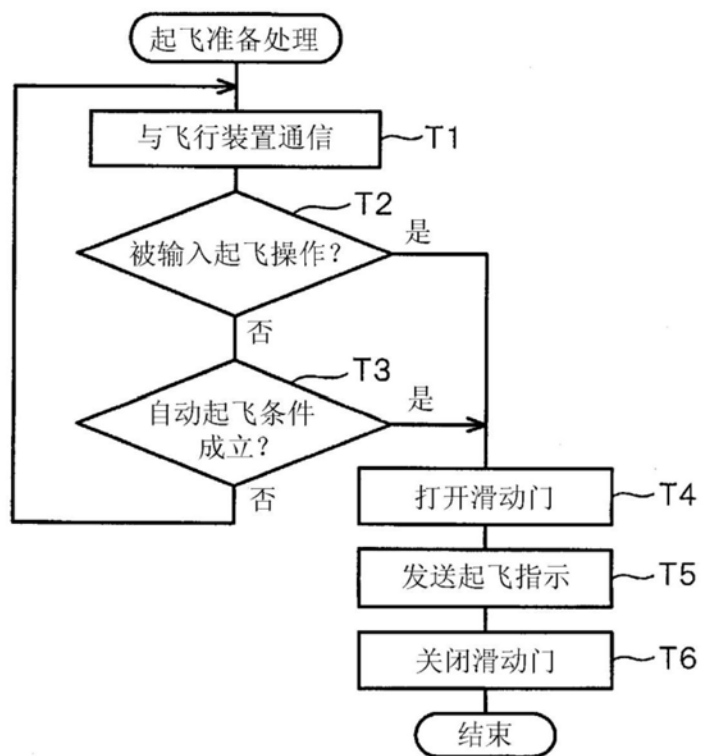 起飞准备处理
与飞行装置通信
T1
T2
被输入起飞操作?
是
否
T3
自动起飞条件
成立?
是
否
打开滑动门
T4
发送起飞指示
T5
关闭滑动门
T6
结束